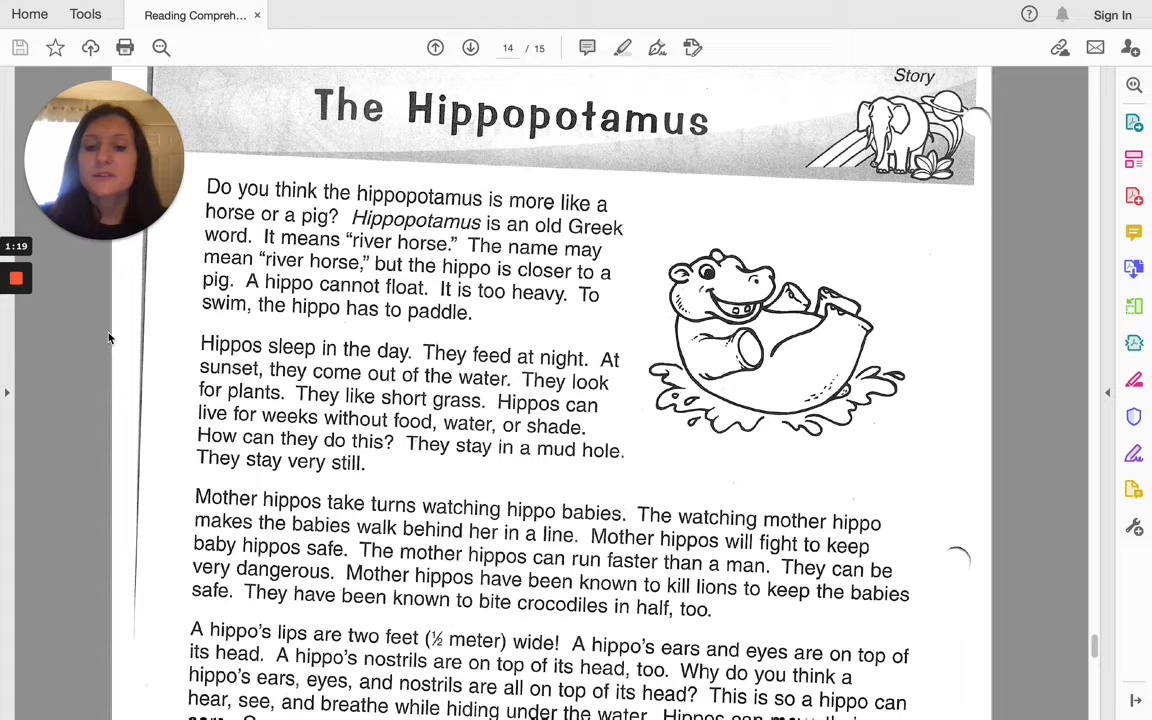 Home Tools Reading Compreh... × Sign In
14 / 15
Story
The Hippopotamus
1:19
Do you think the hippopotamus is more like a
horse or a pig? Hippopotamus is an old Greek
word. It means “river horse.” The name may
mean “river horse,” but the hippo is closer to a
pig. A hippo cannot float. It is too heavy. To
swim, the hippo has to paddle.
Hippos sleep in the day. They feed at night. At
sunset, they come out of the water. They look
for plants. They like short grass. Hippos can
live for weeks without food, water, or shade.
How can they do this? They stay in a mud hole.
They stay very still.
Mother hippos take turns watching hippo babies. The watching mother hippo
makes the babies walk behind her in a line. Mother hippos will fight to keep
baby hippos safe. The mother hippos can run faster than a man. They can be
very dangerous. Mother hippos have been known to kill lions to keep the babies
safe. They have been known to bite crocodiles in half, too.
A hippo’s lips are two feet (½ meter) wide! A hippo’s ears and eyes are on top of
its head. A hippo’s nostrils are on top of its head, too. Why do you think a
hippo’s ears, eyes, and nostrils are all on top of its head? This is so a hippo can
hear, see, and breathe while hiding under the water. Hippos can